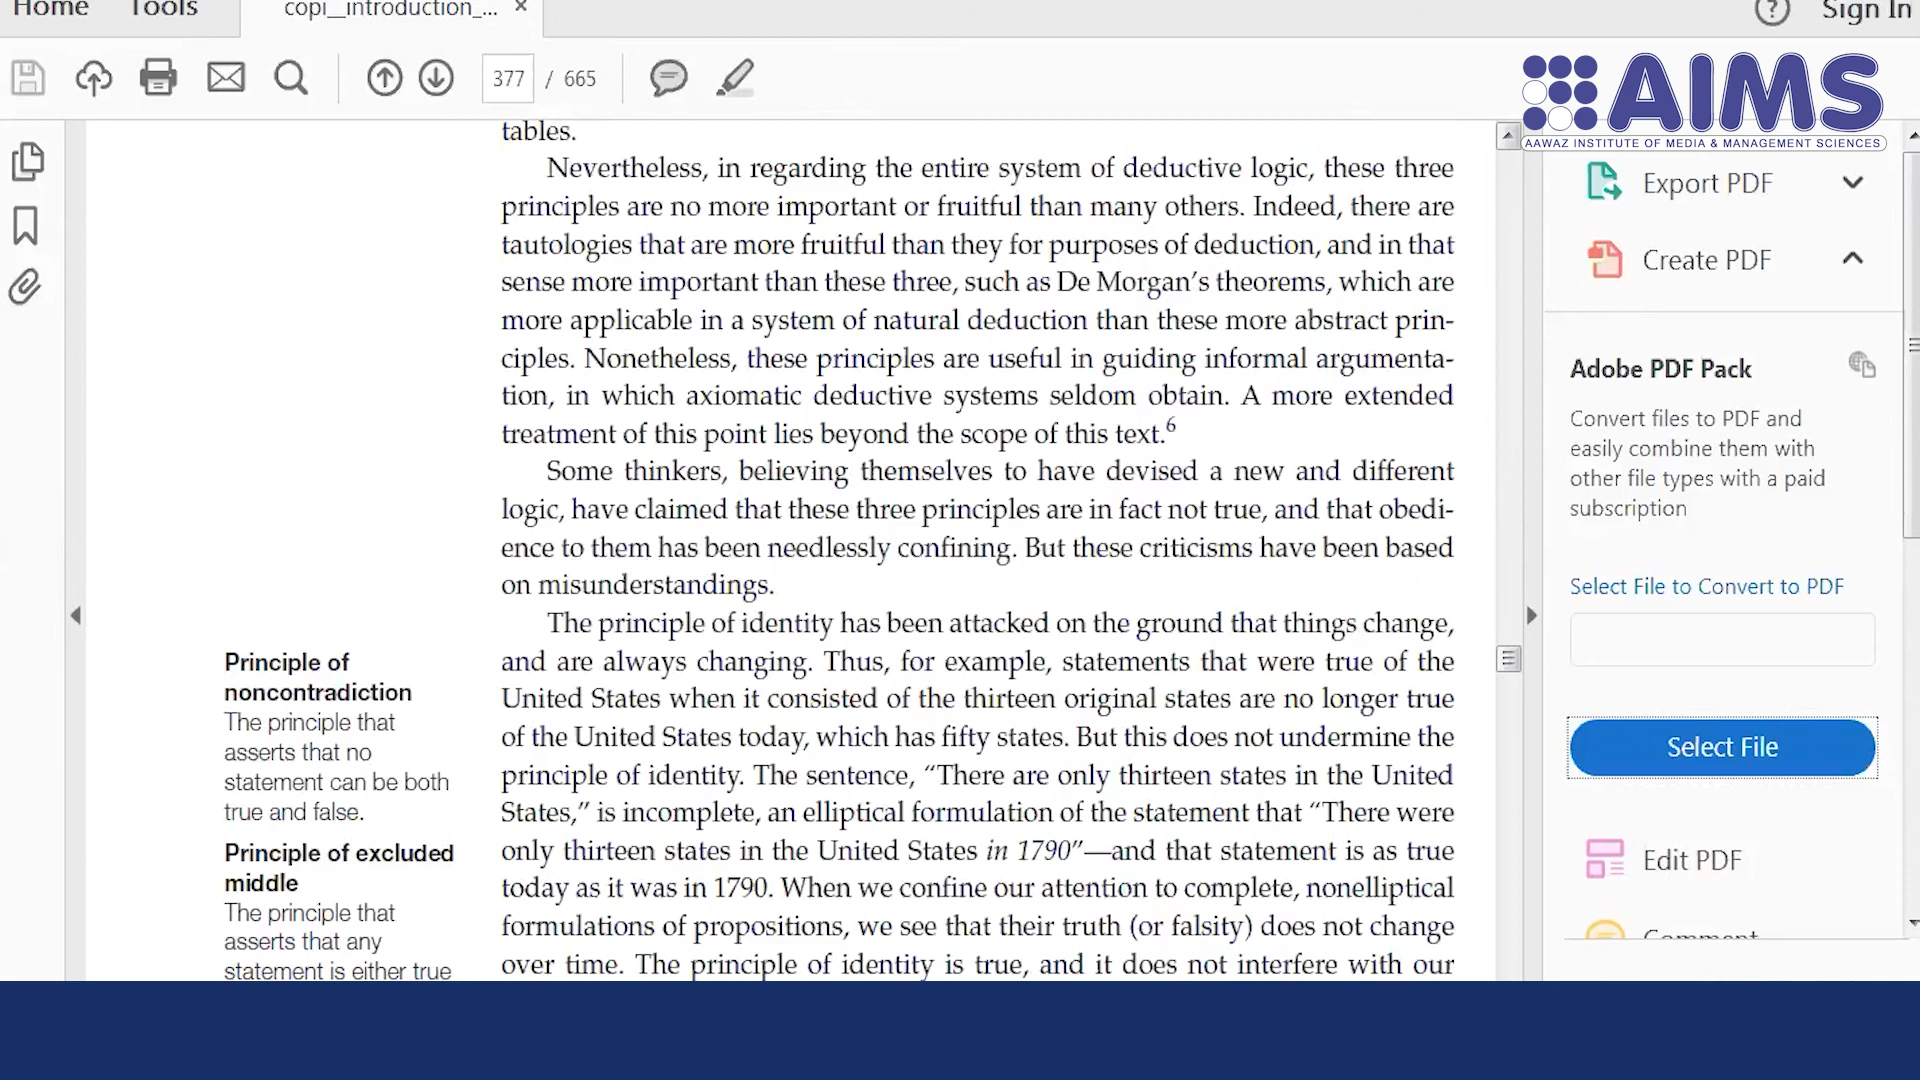 Home Tools copi__introduction_... ×
? Sign In
377 / 665
AIMS
AAWAZ INSTITUTE OF MEDIA & MANAGEMENT SCIENCES
tables.
Nevertheless, in regarding the entire system of deductive logic, these three
principles are no more important or fruitful than many others. Indeed, there are
tautologies that are more fruitful than they for purposes of deduction, and in that
sense more important than these three, such as De Morgan’s theorems, which are
more applicable in a system of natural deduction than these more abstract prin-
ciples. Nonetheless, these principles are useful in guiding informal argumenta-
tion, in which axiomatic deductive systems seldom obtain. A more extended
treatment of this point lies beyond the scope of this text.6
Some thinkers, believing themselves to have devised a new and different
logic, have claimed that these three principles are in fact not true, and that obedi-
ence to them has been needlessly confining. But these criticisms have been based
on misunderstandings.
The principle of identity has been attacked on the ground that things change,
and are always changing. Thus, for example, statements that were true of the
United States when it consisted of the thirteen original states are no longer true
of the United States today, which has fifty states. But this does not undermine the
principle of identity. The sentence, “There are only thirteen states in the United
States,” is incomplete, an elliptical formulation of the statement that “There were
only thirteen states in the United States in 1790”—and that statement is as true
today as it was in 1790. When we confine our attention to complete, nonelliptical
formulations of propositions, we see that their truth (or falsity) does not change
over time. The principle of identity is true, and it does not interfere with our
Principle of
noncontradiction
The principle that
asserts that no
statement can be both
true and false.
Principle of excluded
middle
The principle that
asserts that any
statement is either true
Export PDF
Create PDF
Adobe PDF Pack
Convert files to PDF and
easily combine them with
other file types with a paid
subscription
Select File to Convert to PDF
Select File
Edit PDF
Comment